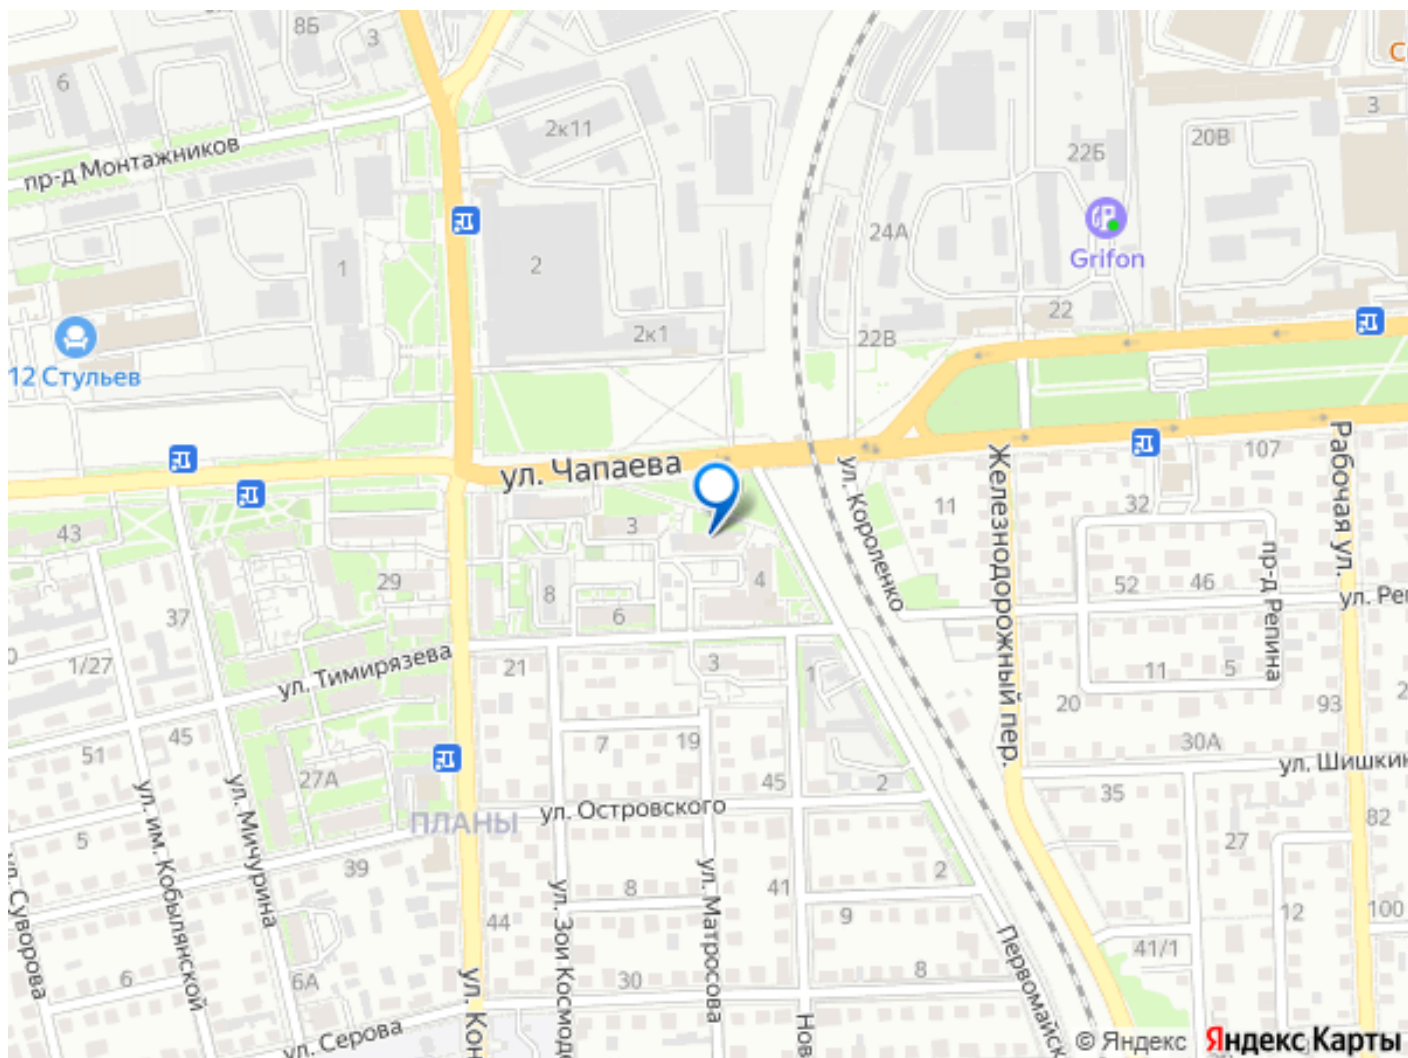 8Б
3
6
С
3
2к11
20В
22Б
пр-д Монтажников
24А
Grifon
2
1
22
2к1
22В
12 Стульев
ул. Чапаева
107
43
3
11
32
ул. Короленко
Железнодорожный пер.
Рабочая ул.
пр-д Репина
29
8
4
52
46
ул. Реп
37
6
1/27
ул. Тимирязева
21
3
1
11
5
20
93
2
45
51
7
19
30А
27А
45
2
ул. Шишкин
35
ул. Островского
82
ПЛАНЫ
5
27
39
ул. Суворова
ул. им. Кобылянской
ул. Мичурина
8
41
2
44
ул. Зои Космод
ул. Матросова
9
12
100
Первомайск
41/1
6
6А
30
8
ул. Серова
ул. Кон
Нов
© Яндекс
Яндекс Карты